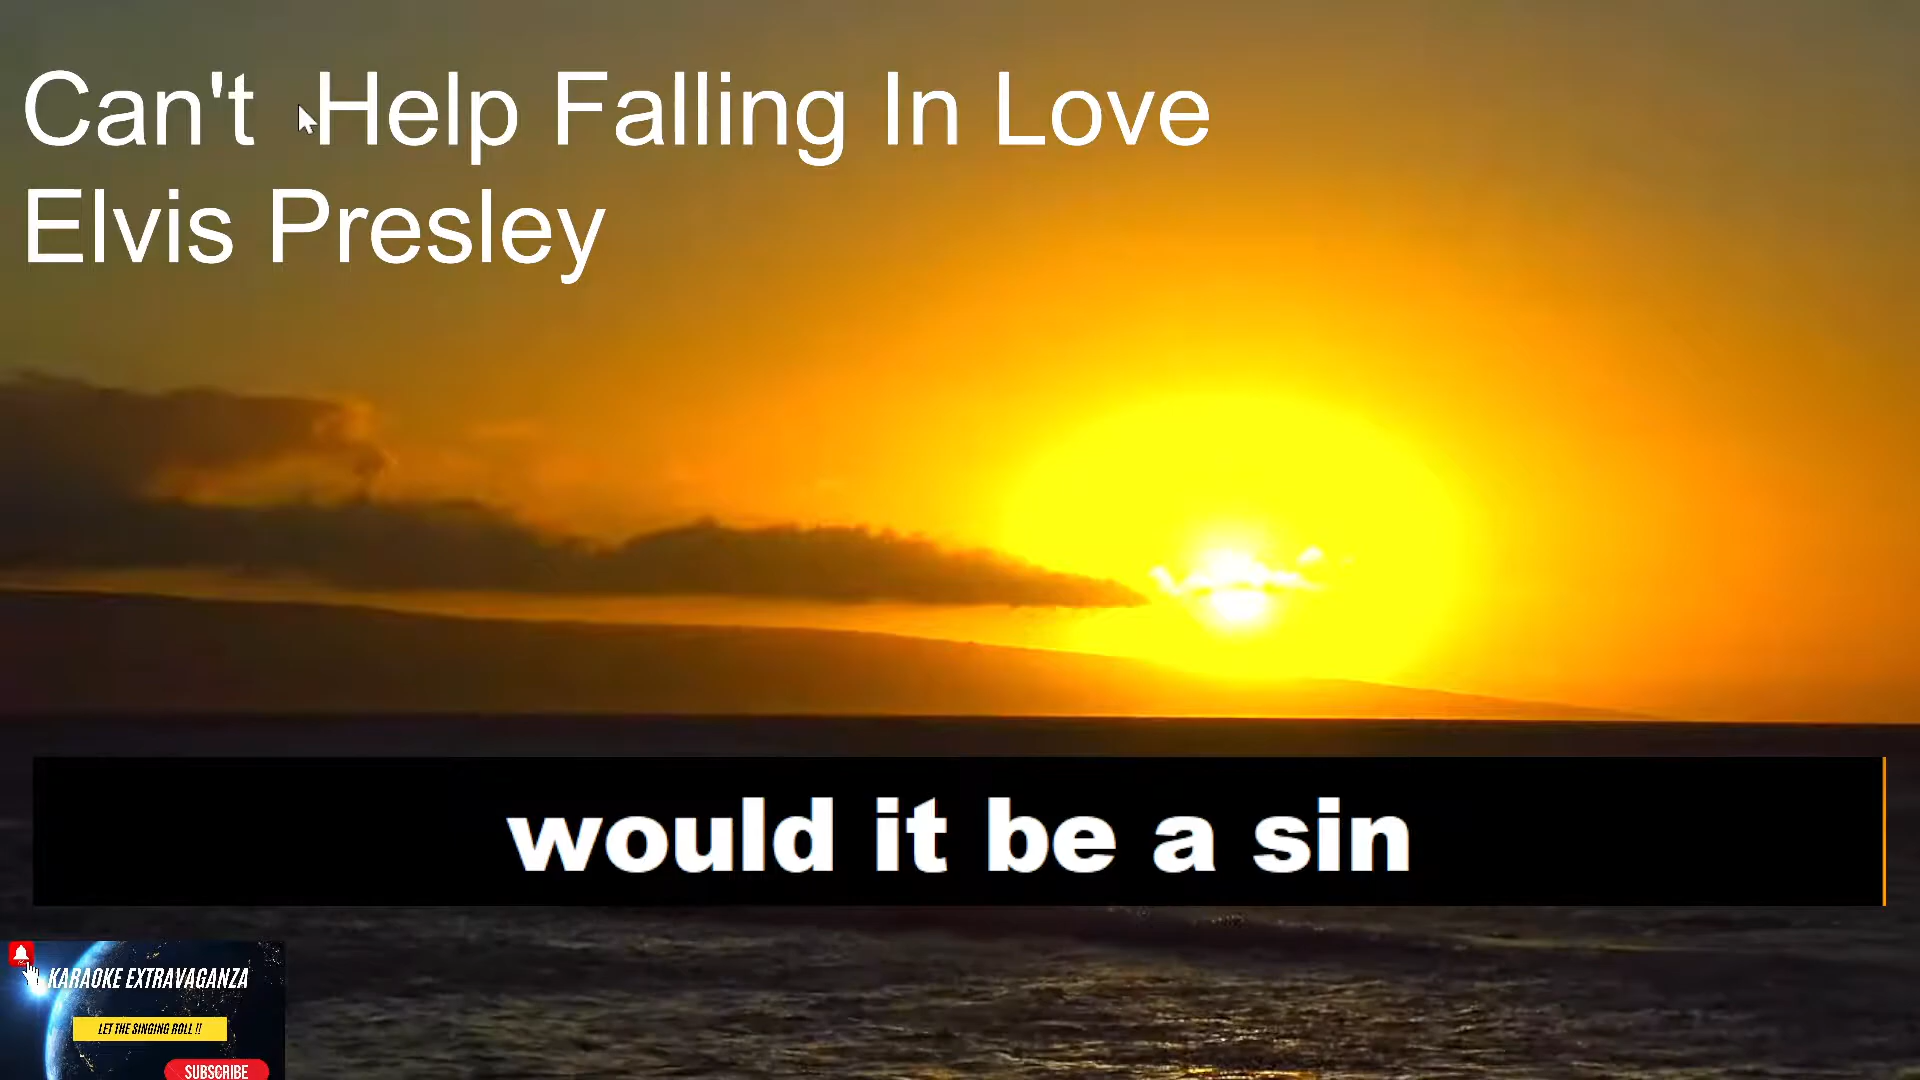 Can't Help Falling In Love
Elvis Presley
would it be a sin
KARAOKE EXTRAVAGANZA
LET THE SINGING ROLL !!
SUBSCRIBE